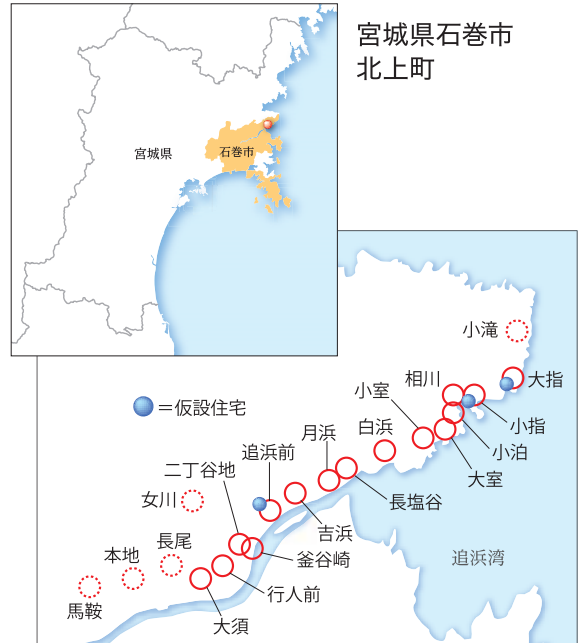 宮城県石巻市
北上町
宮城県
石巻市
小滝
大指
相川
小指
小室
小泊
白浜
大室
月浜
＝仮設住宅
追浜前
長塩谷
二丁谷地
女川
吉浜
追浜湾
長尾
釜谷崎
本地
行人前
馬鞍
大須